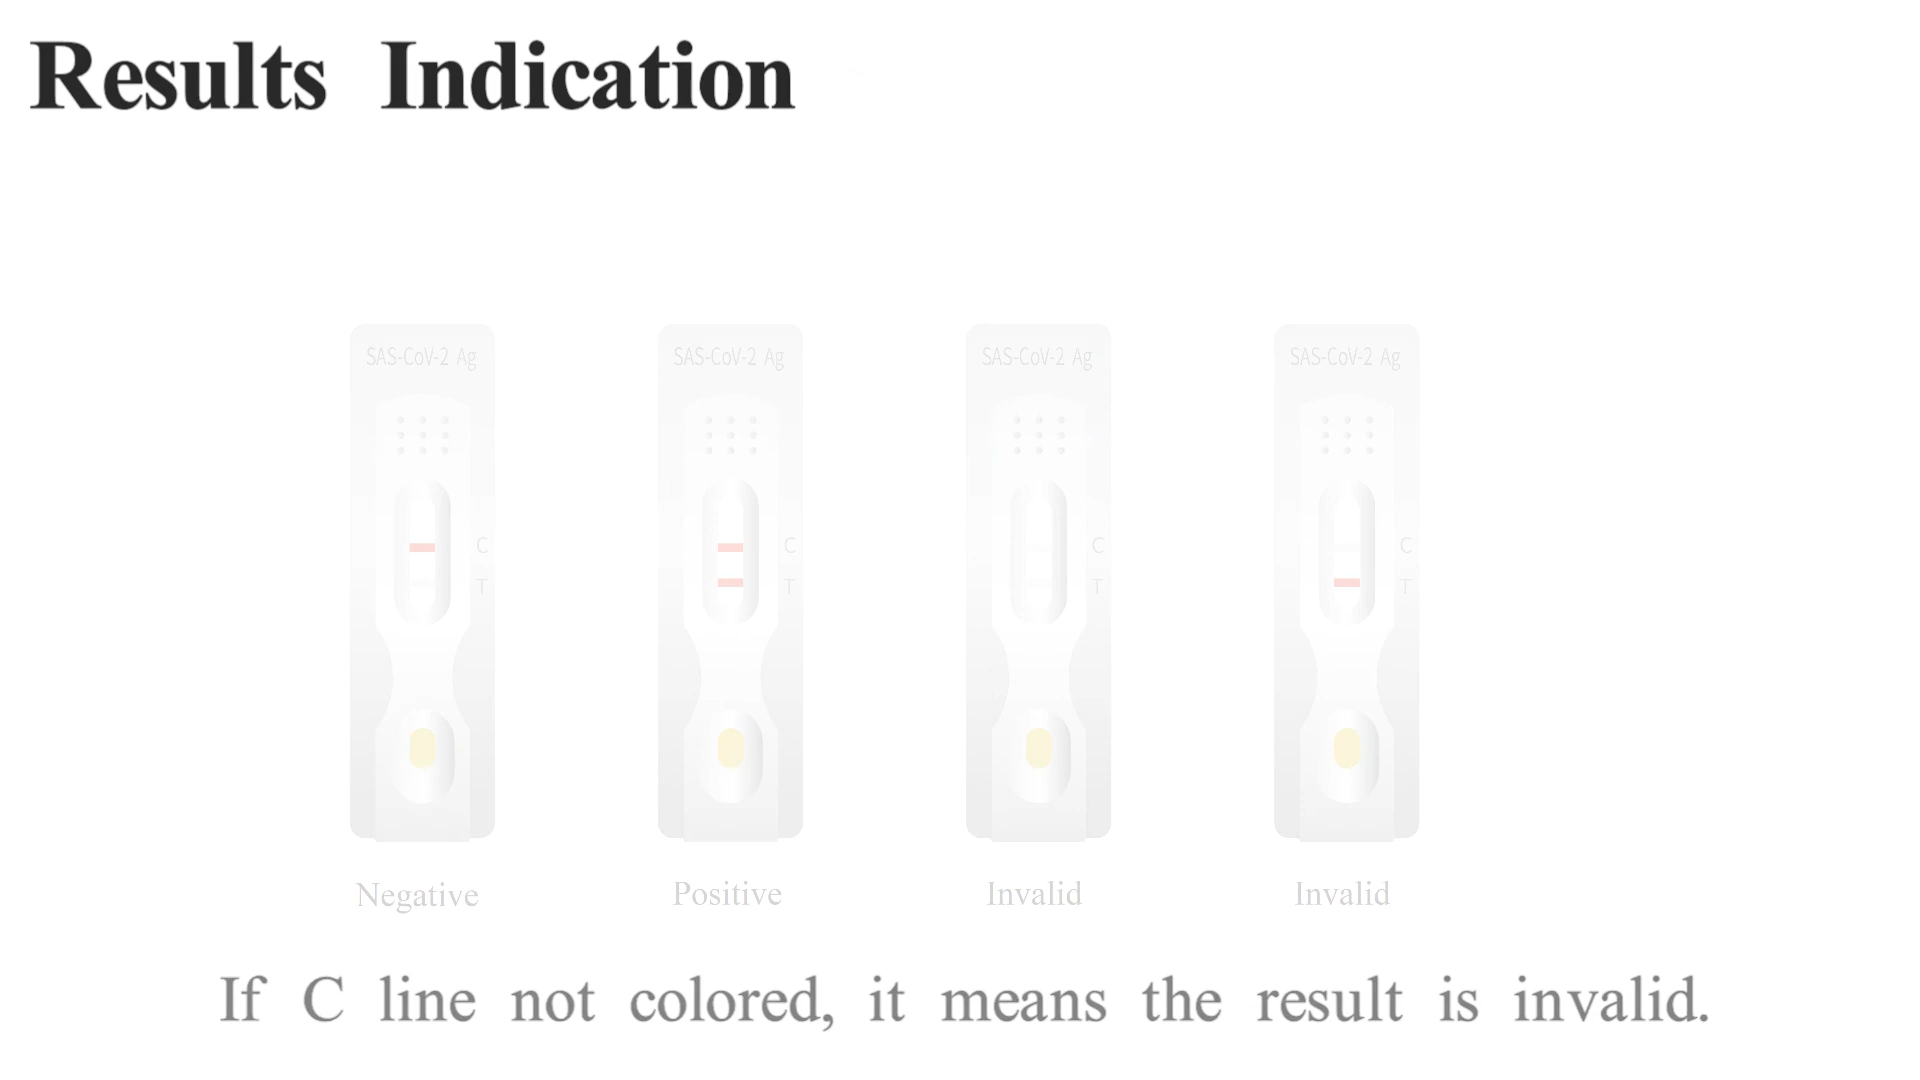 Results Indication
SAS-CoV-2 Ag
C
T
SAS-CoV-2 Ag
C
T
SAS-CoV-2 Ag
C
T
SAS-CoV-2 Ag
C
T
Negative
Positive
Invalid
Invalid
If C line not colored, it means the result is invalid.